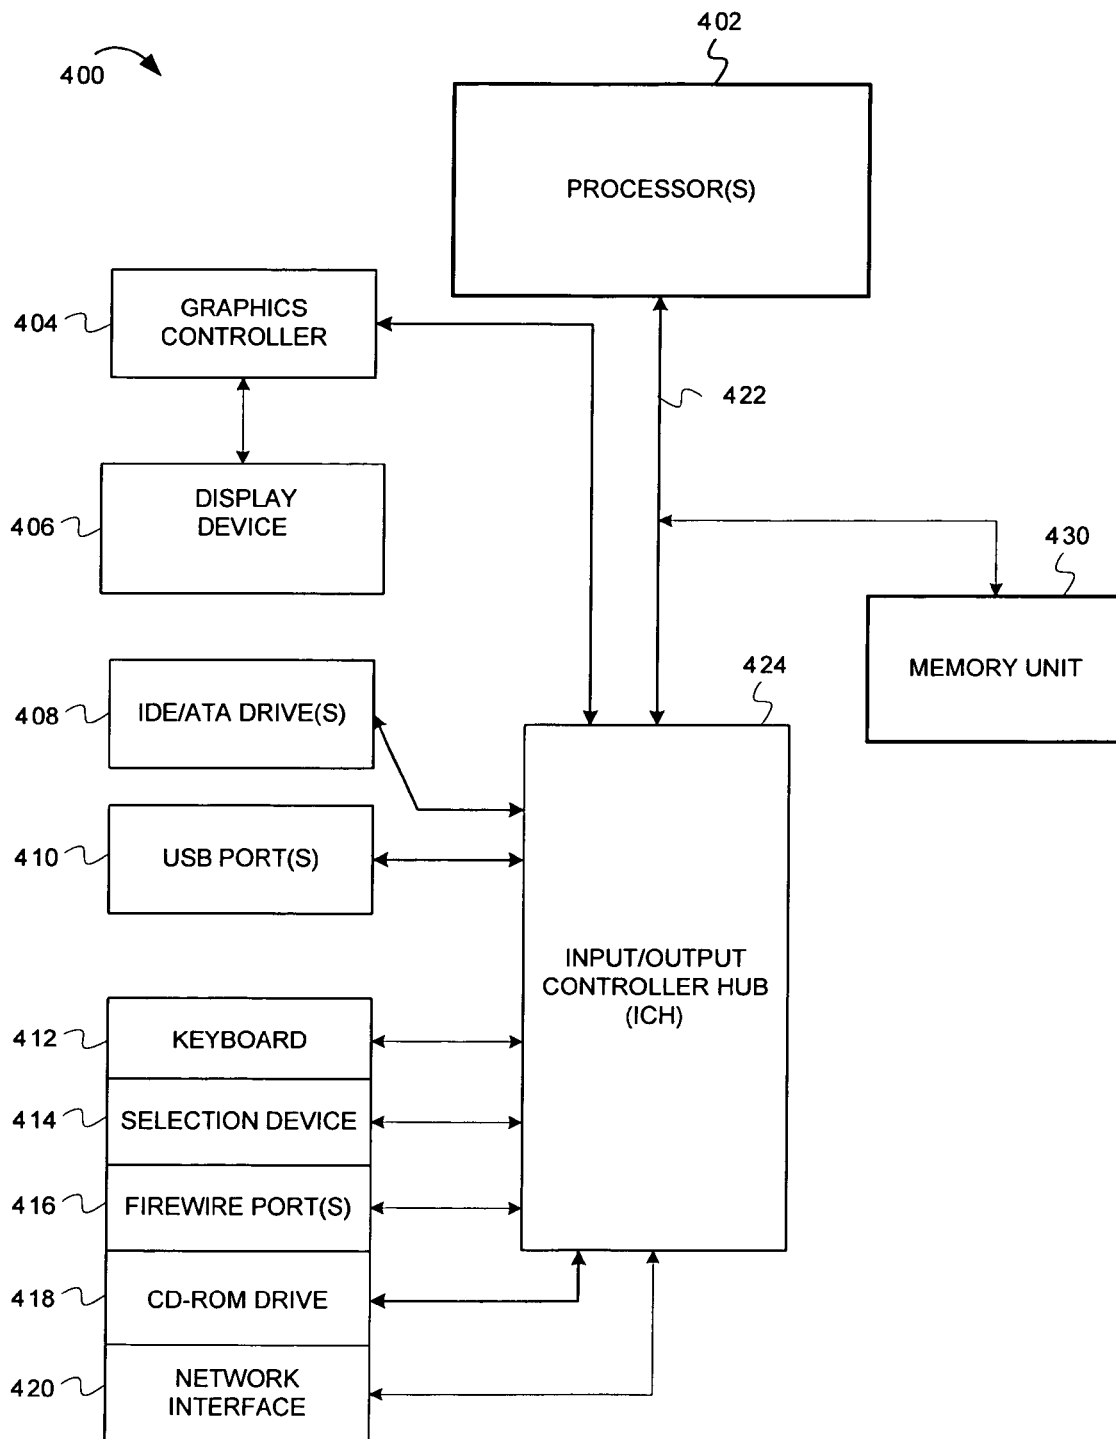 402
400
PROCESSOR(S)
404
GRAPHICS
CONTROLLER
422
406
DISPLAY
DEVICE
430
MEMORY UNIT
424
408
IDE/ATA DRIVE(S)
410
USB PORT(S)
INPUT/OUTPUT
CONTROLLER HUB
(ICH)
412
KEYBOARD
414
SELECTION DEVICE
416
FIREWIRE PORT(S)
418
CD-ROM DRIVE
420
NETWORK
INTERFACE